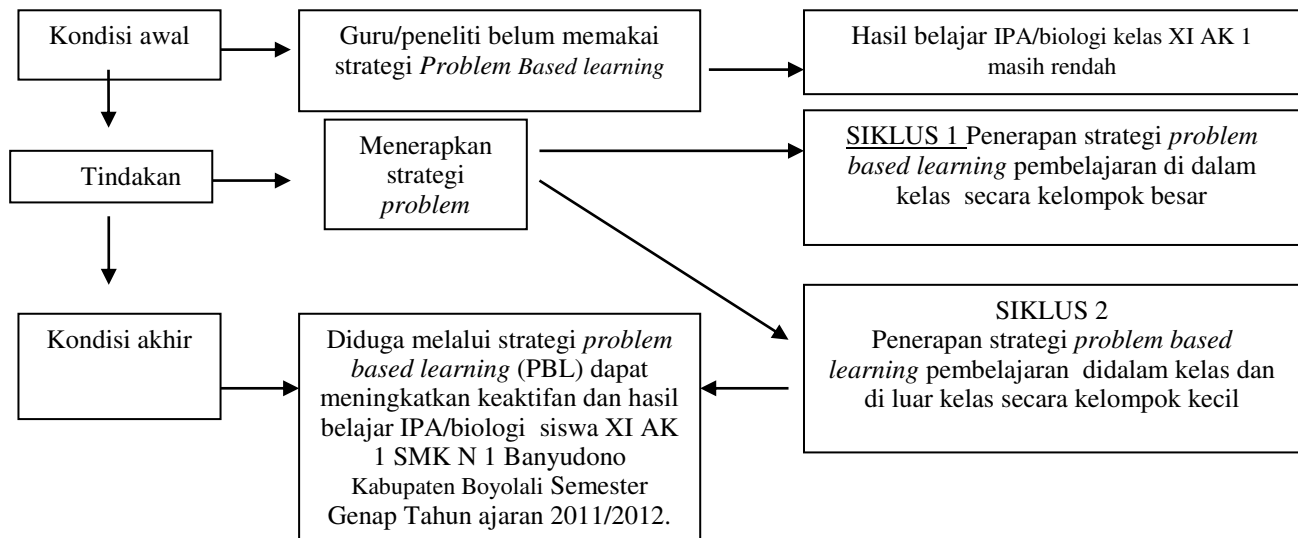 Kondisi awal
Guru/peneliti belum memakai
strategi Problem Based learning
Hasil belajar IPA/biologi kelas XI AK 1
masih rendah
Tindakan
Menerapkan
strategi
problem
SIKLUS 1 Penerapan strategi problem
based learning pembelajaran di dalam
kelas secara kelompok besar
SIKLUS 2
Penerapan strategi problem based
learning pembelajaran didalam kelas dan
di luar kelas secara kelompok kecil
Kondisi akhir
Diduga melalui strategi problem
based learning (PBL) dapat
meningkatkan keaktifan dan hasil
belajar IPA/biologi siswa XI AK
1 SMK N 1 Banyudono
Kabupaten Boyolali Semester
Genap Tahun ajaran 2011/2012.